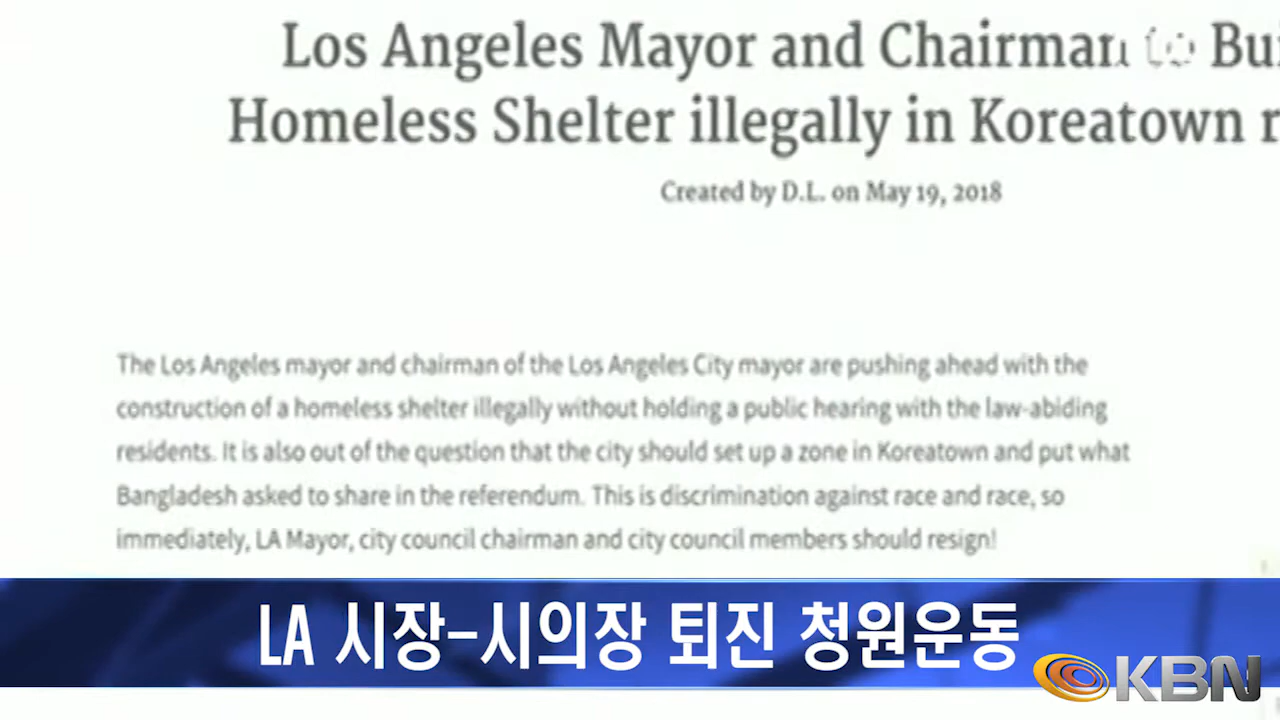 Los Angeles Mayor and Chairman to
Homeless Shelter illegally in Koreatown
Created by D.L. on May 19, 2018
The Los Angeles mayor and chairman of the Los Angeles City mayor are pushing ahead with the
construction of a homeless shelter illegally without holding a public hearing with the law-abiding
residents. It is also out of the question that the city should set up a zone in Koreatown and put what
Bangladesh asked to share in the referendum. This is discrimination against race and race, so
immediately, LA Mayor, city council chairman and city council members should resign!
LA 시장-시의장 퇴진 청원운동
KBN